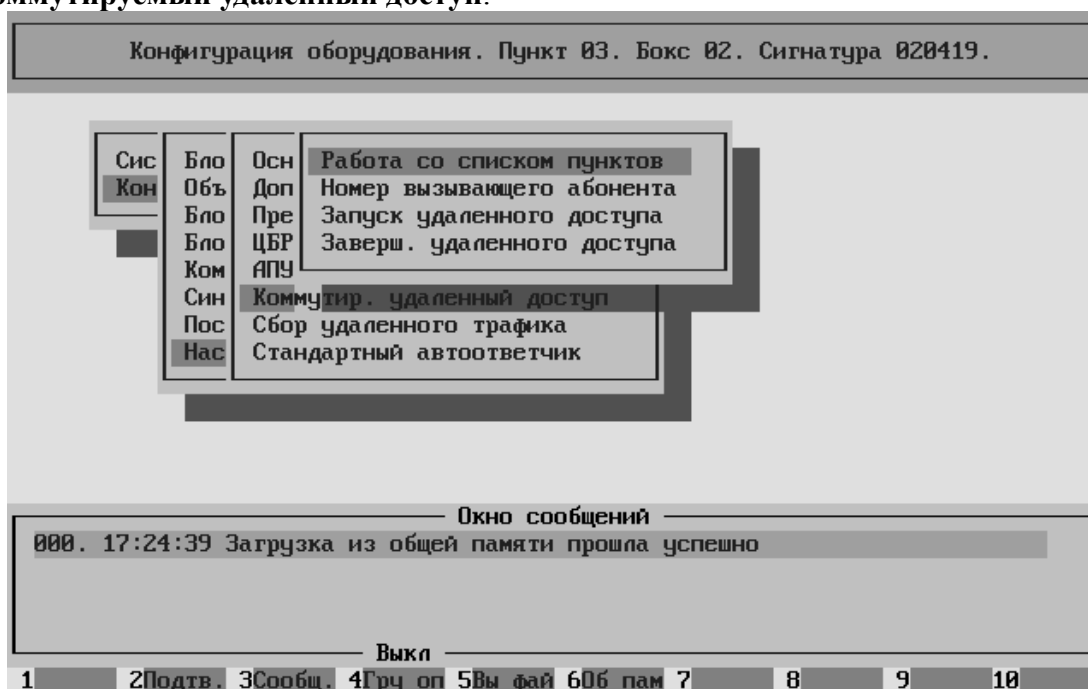 оммутируемый удаленный доступ.
Конфигурация оборудования. Пункт 03. Бокс 02. Сигнатура 020419.
Сис Бло Осн Работа со списком пунктов
Кон Объ Доп Номер вызывающего абонента
Бло Пре Запуск удаленного доступа
Бло ЦБР Заверш. удаленного доступа
Ком АПУ
Син Коммутир. удаленный доступ
Пос Сбор удаленного трафика
Нас Стандартный автоответчик
Окно сообщений
000. 17:24:39 Загрузка из общей памяти прошла успешно
Выкл
1 2Подтв. 3Сообщ. 4Гру оп 5Вы фай 6Об пам 7 8 9 10